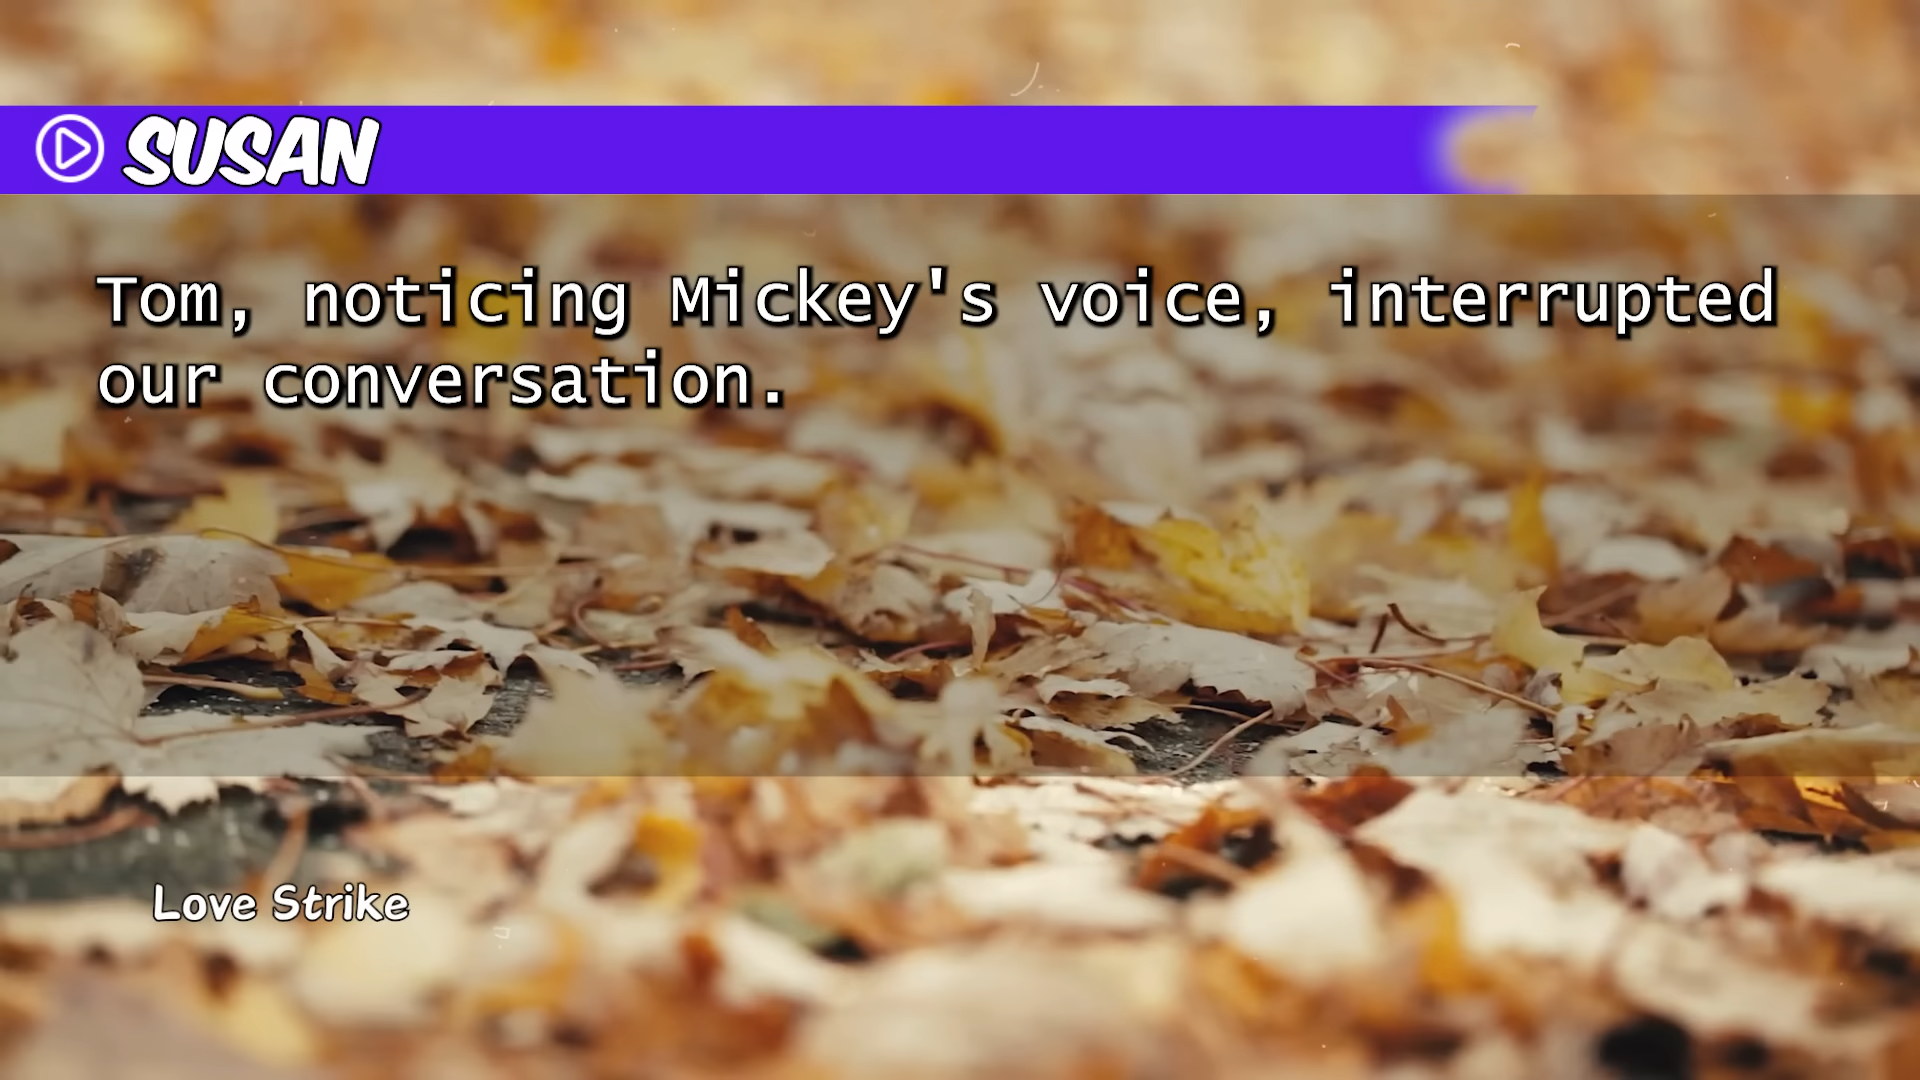 SUSAN
Tom, noticing Mickey's voice, interrupted
our conversation.
Love Strike